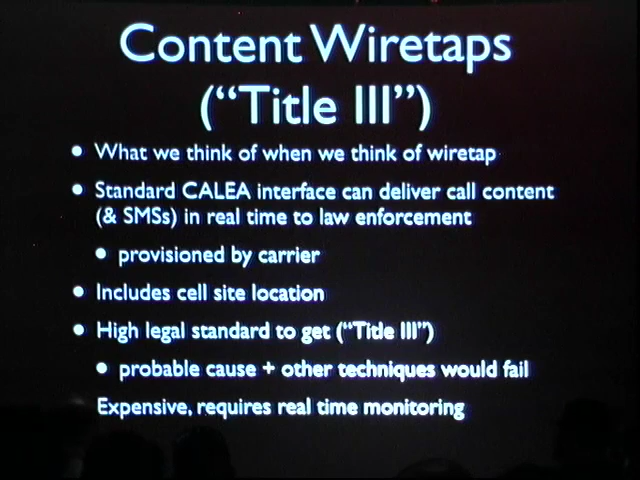 Content Wiretaps
("Title III")
• What we think of when we think of wiretap
• Standard CALEA interface can deliver call content
(& SMSs) in real time to law enforcement
• provisioned by carrier
• Includes cell site location
• High legal standard to get ("Title III")
• probable cause + other techniques would fail
Expensive, requires real time monitoring